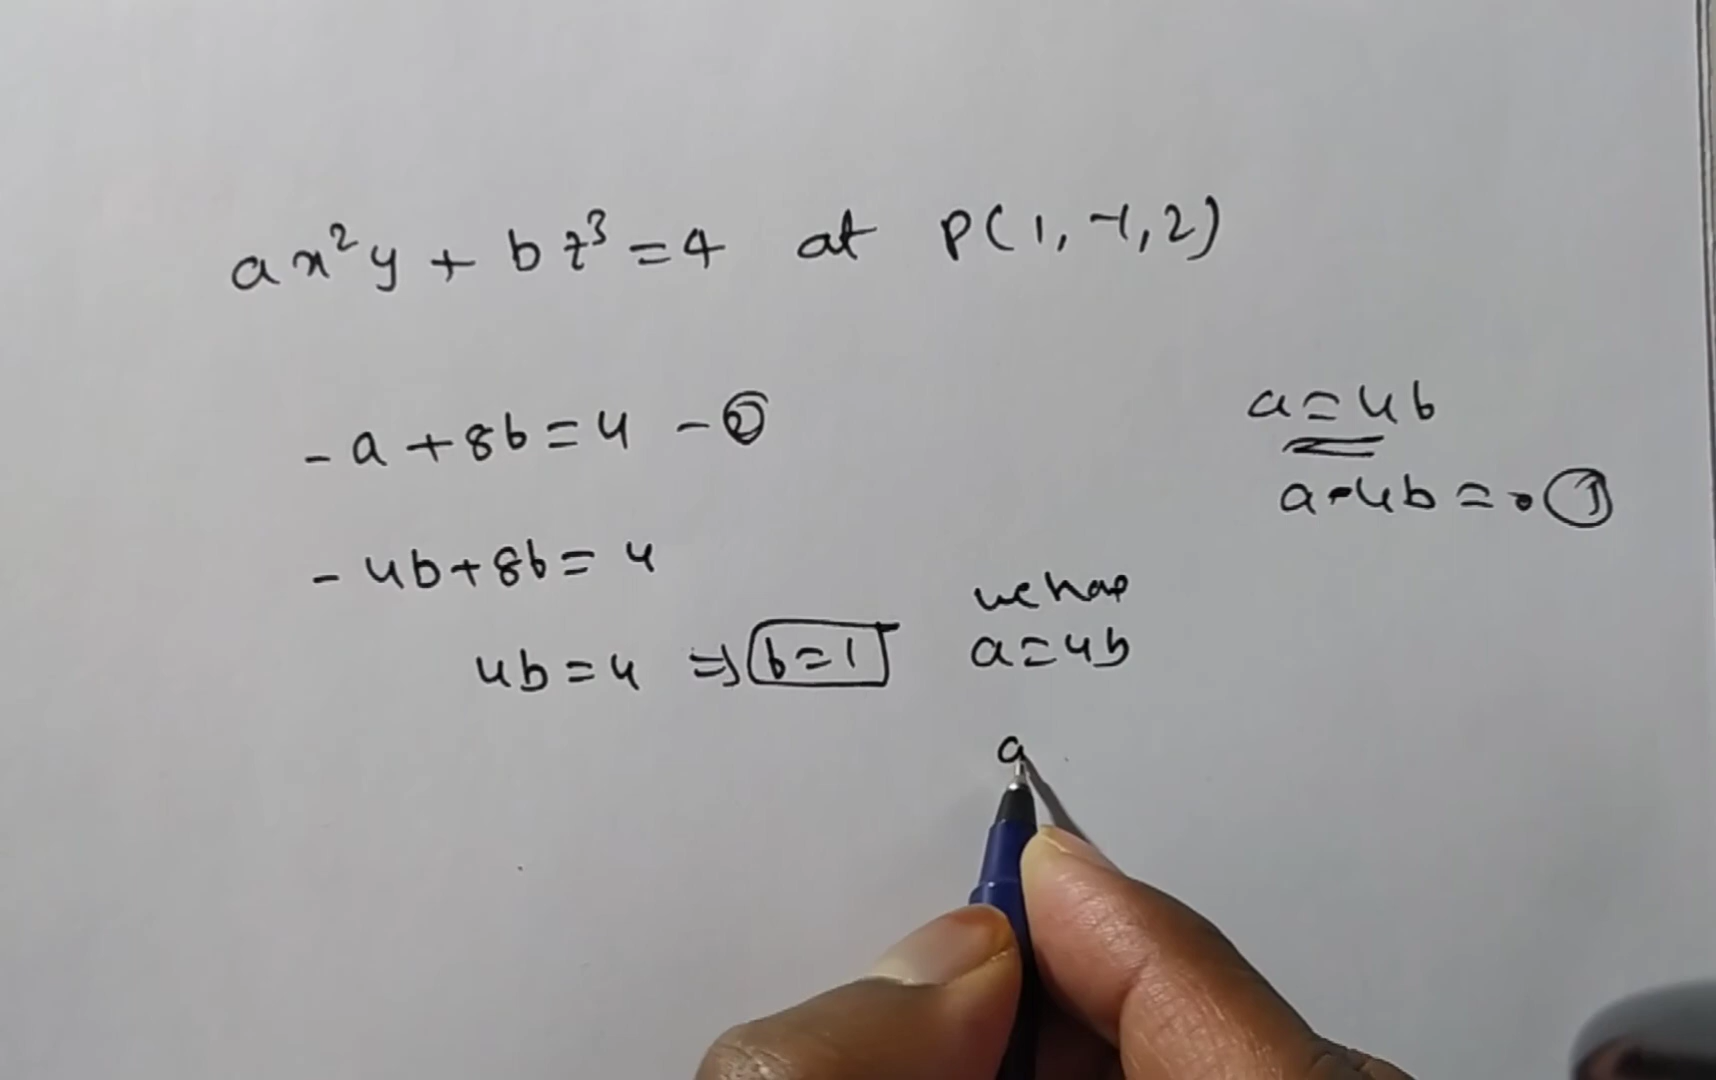 ax²y + bz³ = 4 at P(1, -1, 2)
-a + 8b = 4 - ②
a = 4b
a - 4b = 0 ①
-4b + 8b = 4
we have
4b = 4 ⇒ b = 1
a = 4b
a